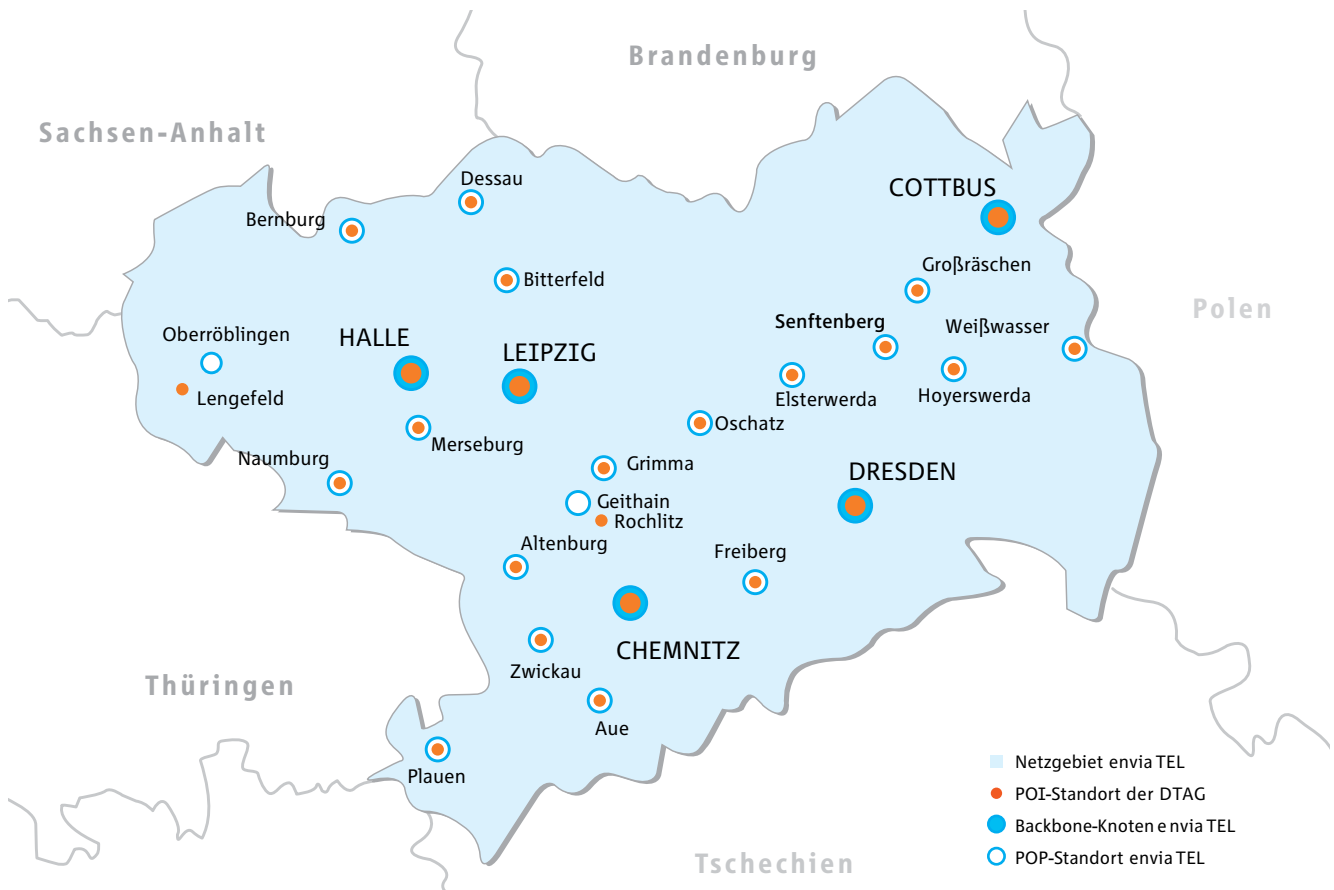 Brandenburg
Sachsen-Anhalt
Dessau
COTTBUS
Bernburg
Großräschen
Bitterfeld
Polen
Senftenberg
Weißwasser
Oberröblingen
HALLE
LEIPZIG
Lengefeld
Elsterwerda
Hoyerswerda
Oschatz
Merseburg
Naumburg
Grimma
DRESDEN
Geithain
Rochlitz
Altenburg
Freiberg
CHEMNITZ
Zwickau
Thüringen
Aue
Plauen
Netzgebiet envia TEL
POI-Standort der DTAG
Backbone-Knoten e nvia TEL
POP-Standort envia TEL
Tschechien